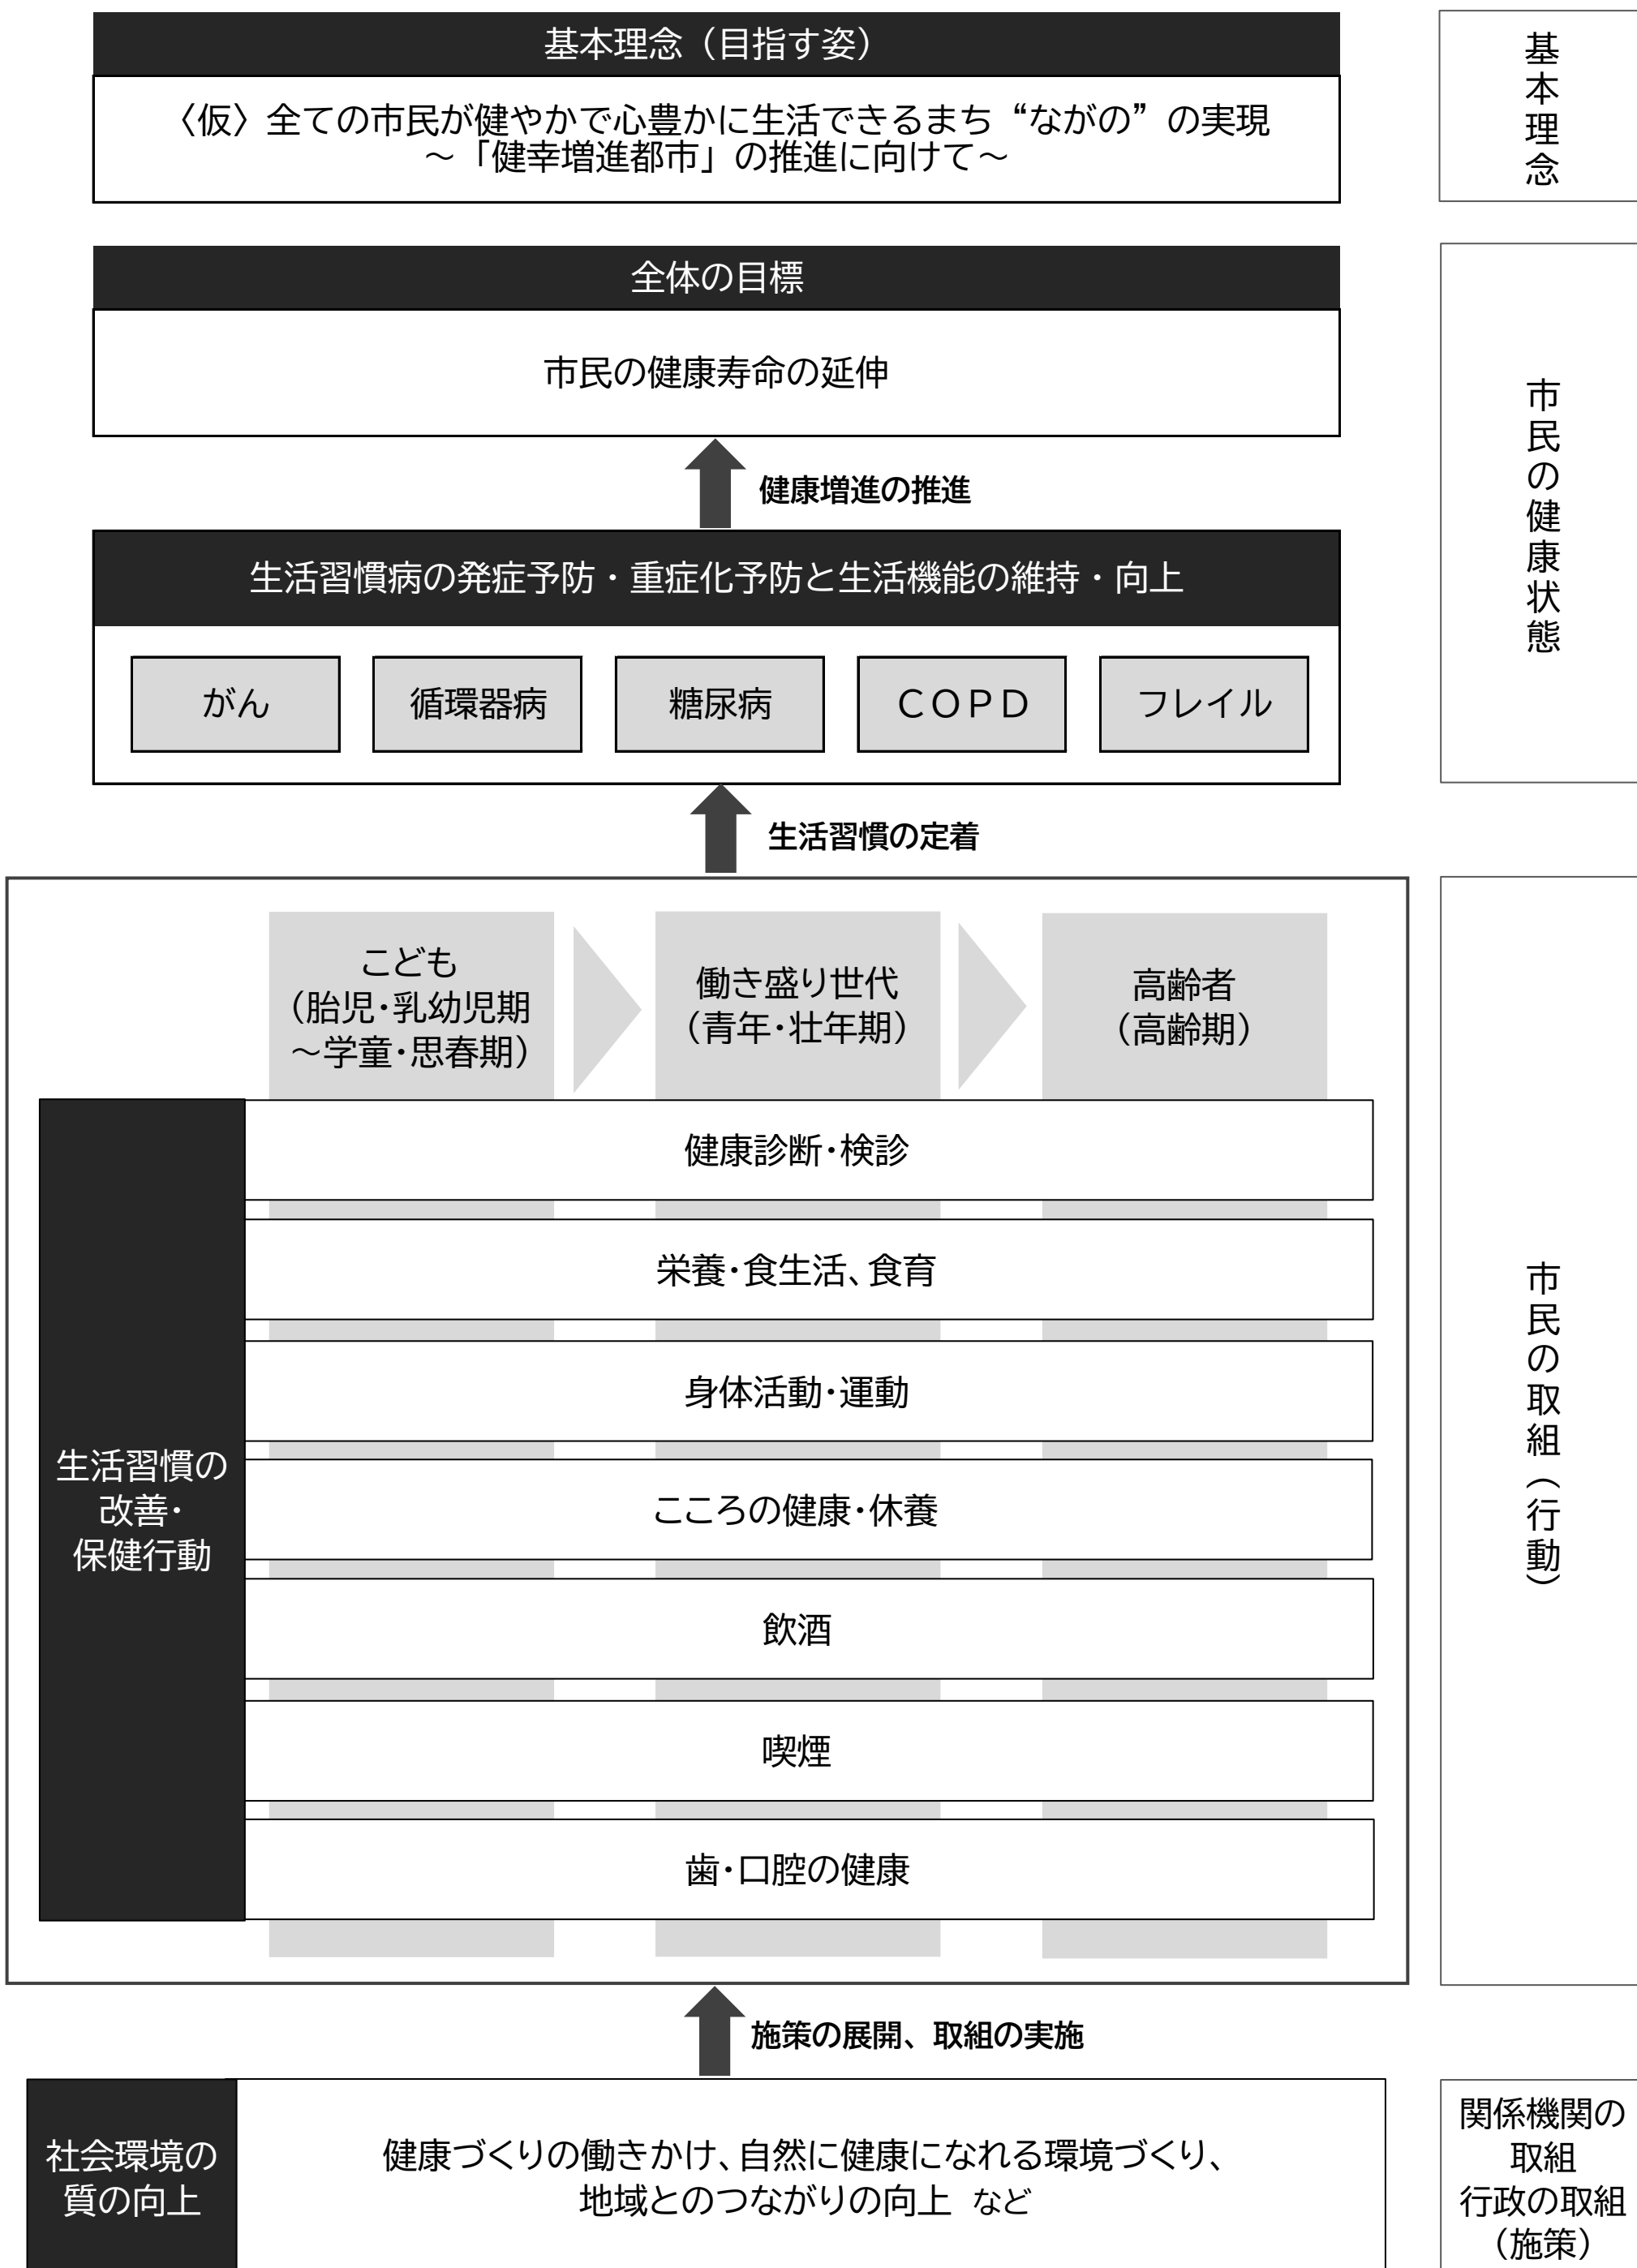 基本理念（目指す姿）
〈仮〉全ての市民が健やかで心豊かに生活できるまち“ながの”の実現
～「健幸増進都市」の推進に向けて～
基本理念
全体の目標
市民の健康寿命の延伸
健康増進の推進
生活習慣病の発症予防・重症化予防と生活機能の維持・向上
がん
循環器病
糖尿病
ＣＯＰＤ
フレイル
市民の健康状態
生活習慣の定着
こども
（胎児・乳幼児期
～学童・思春期）
働き盛り世代
（青年・壮年期）
高齢者
（高齢期）
生活習慣の
改善・
保健行動
健康診断・検診
栄養・食生活、食育
身体活動・運動
こころの健康・休養
飲酒
喫煙
歯・口腔の健康
市民の取組（行動）
施策の展開、取組の実施
社会環境の
質の向上
健康づくりの働きかけ、自然に健康になれる環境づくり、
地域とのつながりの向上 など
関係機関の
取組
行政の取組
（施策）